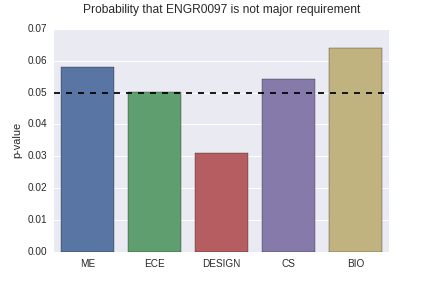 Probability that ENGR0097 is not major requirement
0.07
0.06
0.05
0.04
0.03
0.02
0.01
0.00
p-value
ME ECE DESIGN CS BIO